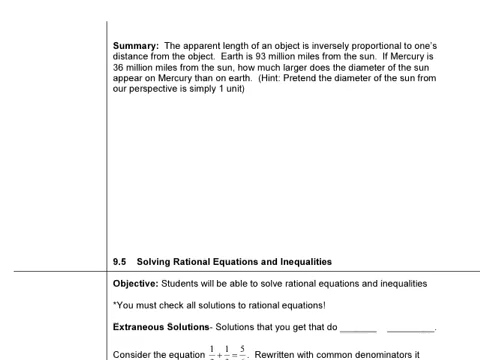 Summary: The apparent length of an object is inversely proportional to one's
distance from the object. Earth is 93 million miles from the sun. If Mercury is
36 million miles from the sun, how much larger does the diameter of the sun
appear on Mercury than on earth. (Hint: Pretend the diameter of the sun from
our perspective is simply 1 unit)
9.5 Solving Rational Equations and Inequalities
Objective: Students will be able to solve rational equations and inequalities
*You must check all solutions to rational equations!
Extraneous Solutions- Solutions that you get that do _______ _________.
Consider the equation 1 + 1 = 5. Rewritten with common denominators it